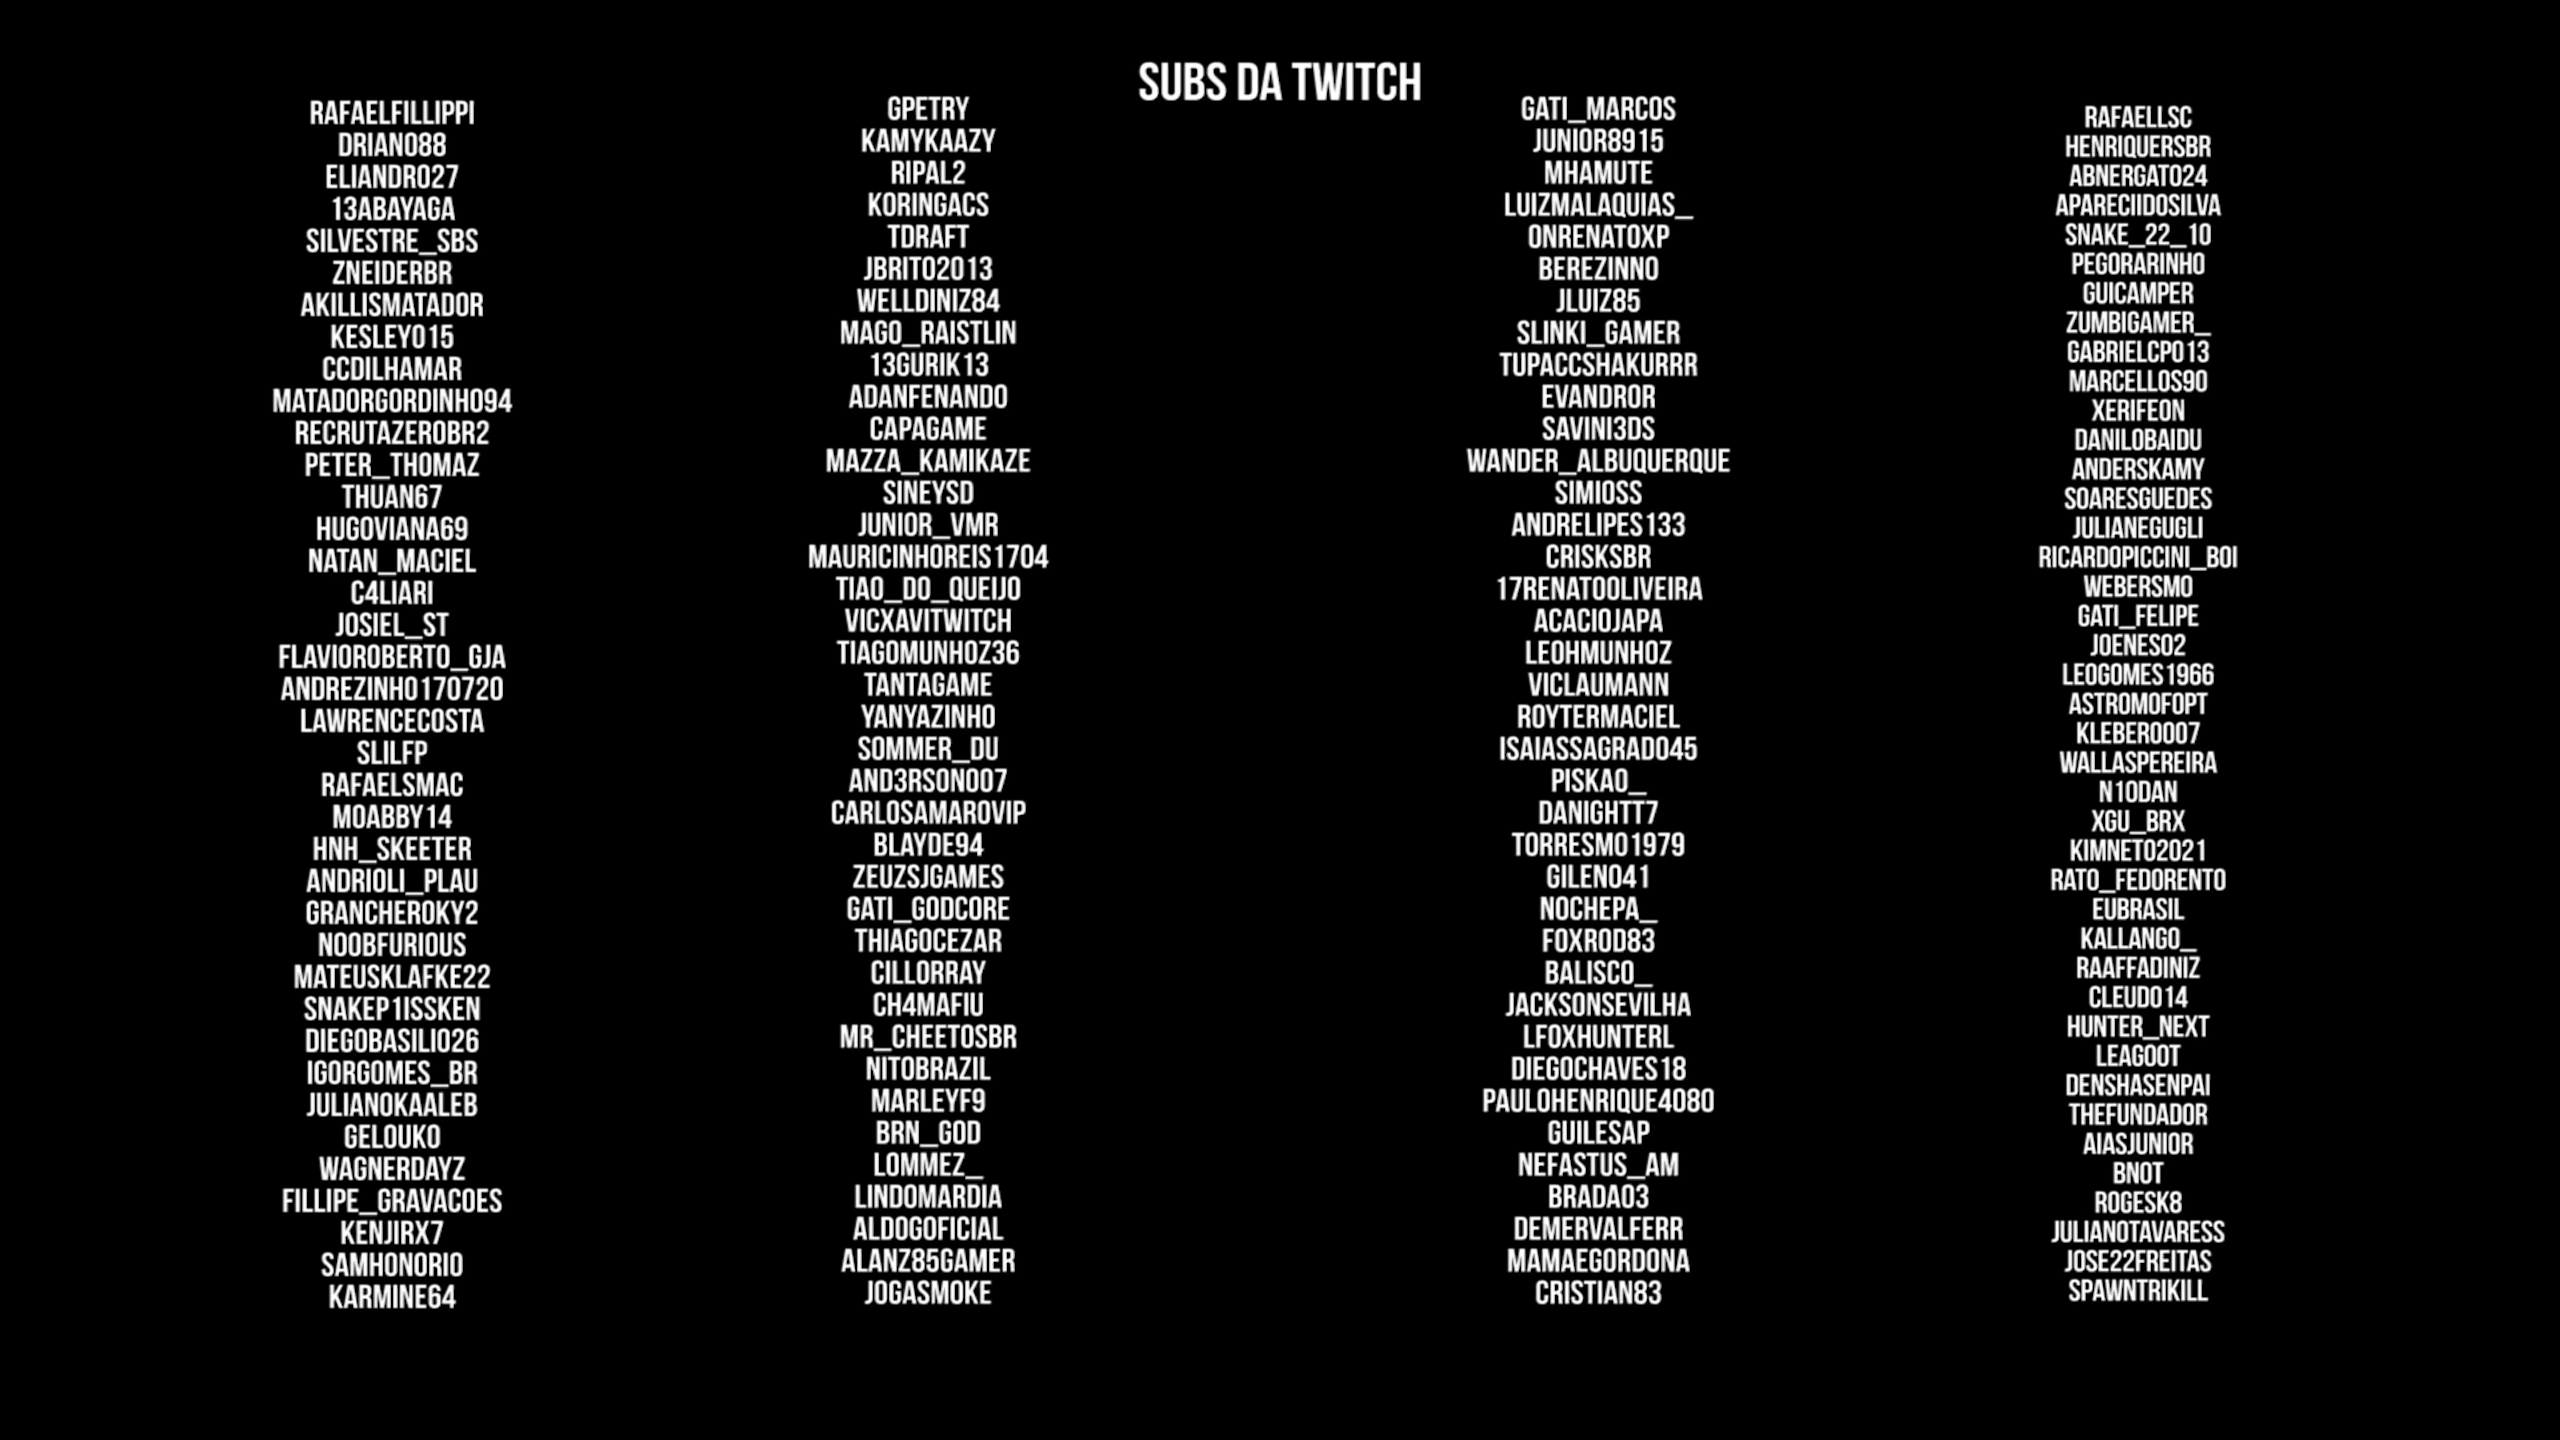 SUBS DA TWITCH
RAFAELFILLIPPI
DRIANO88
ELIANDRO27
13ABAYAGA
SILVESTRE_SBS
ZNEIDERBR
AKILLISMATADOR
KESLEY015
CCDILHAMAR
MATADORGORDINHO94
RECRUTAZEROBR2
PETER_THOMAZ
THUAN67
HUGOVIANA69
NATAN_MACIEL
C4LIARI
JOSIEL_ST
FLAVIOROBERTO_GJA
ANDREZINHO170720
LAWRENCECOSTA
SLILFP
RAFAELSMAC
MOABBY14
HNH_SKEETER
ANDRIOLI_PLAU
GRANCHEROKY2
NOOBFURIOUS
MATEUSKLAFKE22
SNAKEP1ISSKEN
DIEGOBASILIO26
IGORGOMES_BR
JULIANOKAALEB
GELOUKO
WAGNERDAYZ
FILLIPE_GRAVACOES
KENJIRX7
SAMHONORIO
KARMINE64
GPETRY
KAMYKAAZY
RIPAL2
KORINGACS
TDRAFT
JBRITO2013
WELLDINIZ84
MAGO_RAISTLIN
13GURIK13
ADANFENANDO
CAPAGAME
MAZZA_KAMIKAZE
SINEYSD
JUNIOR_VMR
MAURICINHOREIS1704
TIAO_DO_QUEIJO
VICXAVITWITCH
TIAGOMUNHOZ36
TANTAGAME
YANYAZINHO
SOMMER_DU
AND3RSON007
CARLOSAMAROVIP
BLAYDE94
ZEUZSJGAMES
GATI_GODCORE
THIAGOCEZAR
CILLORRAY
CH4MAFIU
MR_CHEETOSBR
NITOBRAZIL
MARLEYF9
BRN_GOD
LOMMEZ_
LINDOMARDIA
ALDOGOFICIAL
ALANZ85GAMER
JOGASMOKE
GATI_MARCOS
JUNIOR8915
MHAMUTE
LUIZMALAQUIAS_
ONRENATOXP
BEREZINNO
JLUIZ85
SLINKI_GAMER
TUPACCSHAKURRR
EVANDROR
SAVINI3DS
WANDER_ALBUQUERQUE
SIMIOSS
ANDRELIPES133
CRISKSBR
17RENATOOLIVEIRA
ACACIOJAPA
LEOHMUNHOZ
VICLAUMANN
ROYTERMACIEL
ISAIASSAGRADO45
PISKAO_
DANIGHTT7
TORRESMO1979
GILENO41
NOCHEPA_
FOXROD83
BALISCO_
JACKSONSEVILHA
LFOXHUNTERL
DIEGOCHAVES18
PAULOHENRIQUE4080
GUILESAP
NEFASTUS_AM
BRADAO3
DEMERVALFERR
MAMAEGORDONA
CRISTIAN83
RAFAELLSC
HENRIQUERSBR
ABNERGATO24
APARECIIDOSILVA
SNAKE_22_10
PEGORARINHO
GUICAMPER
ZUMBIGAMER_
GABRIELCP013
MARCELLOS90
XERIFEON
DANILOBAIDU
ANDERSKAMY
SOARESGUEDES
JULIANEGUGLI
RICARDOPICCINI_BOI
WEBERSMO
GATI_FELIPE
JOENES02
LEOGOMES1966
ASTROMOFOPT
KLEBER0007
WALLASPEREIRA
N10DAN
XGU_BRX
KIMNETO2021
RATO_FEDORENTO
EUBRASIL
KALLANGO_
RAAFFADINIZ
CLEUDO14
HUNTER_NEXT
LEAGOOT
DENSHASENPAI
THEFUNDADOR
AIASJUNIOR
BNOT
ROGESK8
JULIANOTAVARESS
JOSE22FREITAS
SPAWNTRIKILL